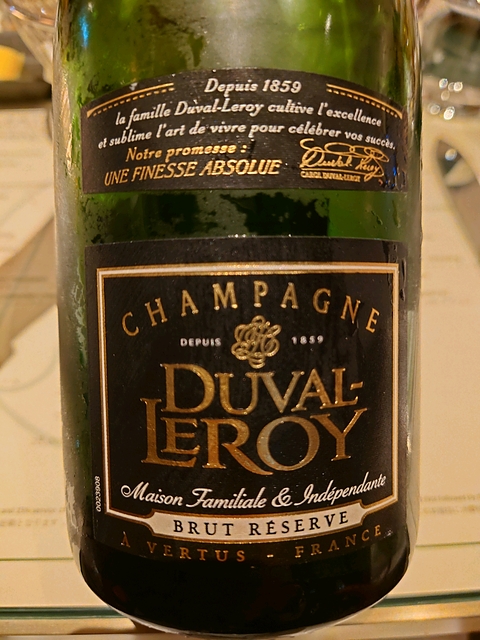 Depuis 1859
la famille Duval-Leroy cultive l'excellence
et sublime l'art de vivre pour célébrer vos succès.
Notre promesse :
UNE FINESSE ABSOLUE
CAROL DUVAL-LEROY
CHAMPAGNE
DEPUIS 1859
DUVAL-
LEROY
Maison Familiale & Indépendante
BRUT RÉSERVE
À VERTUS - FRANCE
0023908